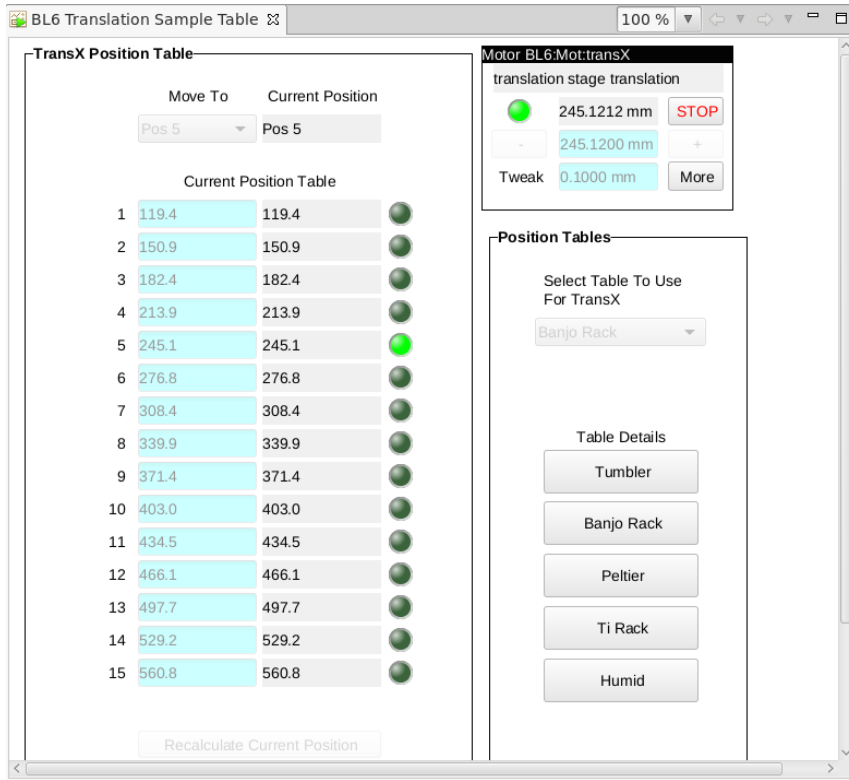 BL6 Translation Sample Table
100 %
TransX Position Table
Move To Current Position
Pos 5 Pos 5
Current Position Table
1 119.4 119.4
2 150.9 150.9
3 182.4 182.4
4 213.9 213.9
5 245.1 245.1
6 276.8 276.8
7 308.4 308.4
8 339.9 339.9
9 371.4 371.4
10 403.0 403.0
11 434.5 434.5
12 466.1 466.1
13 497.7 497.7
14 529.2 529.2
15 560.8 560.8
Recalculate Current Position
Motor BL6:Mot:transX
translation stage translation
245.1212 mm STOP
- 245.1200 mm +
Tweak 0.1000 mm More
Position Tables
Select Table To Use
For TransX
Banjo Rack
Table Details
Tumbler
Banjo Rack
Peltier
Ti Rack
Humid